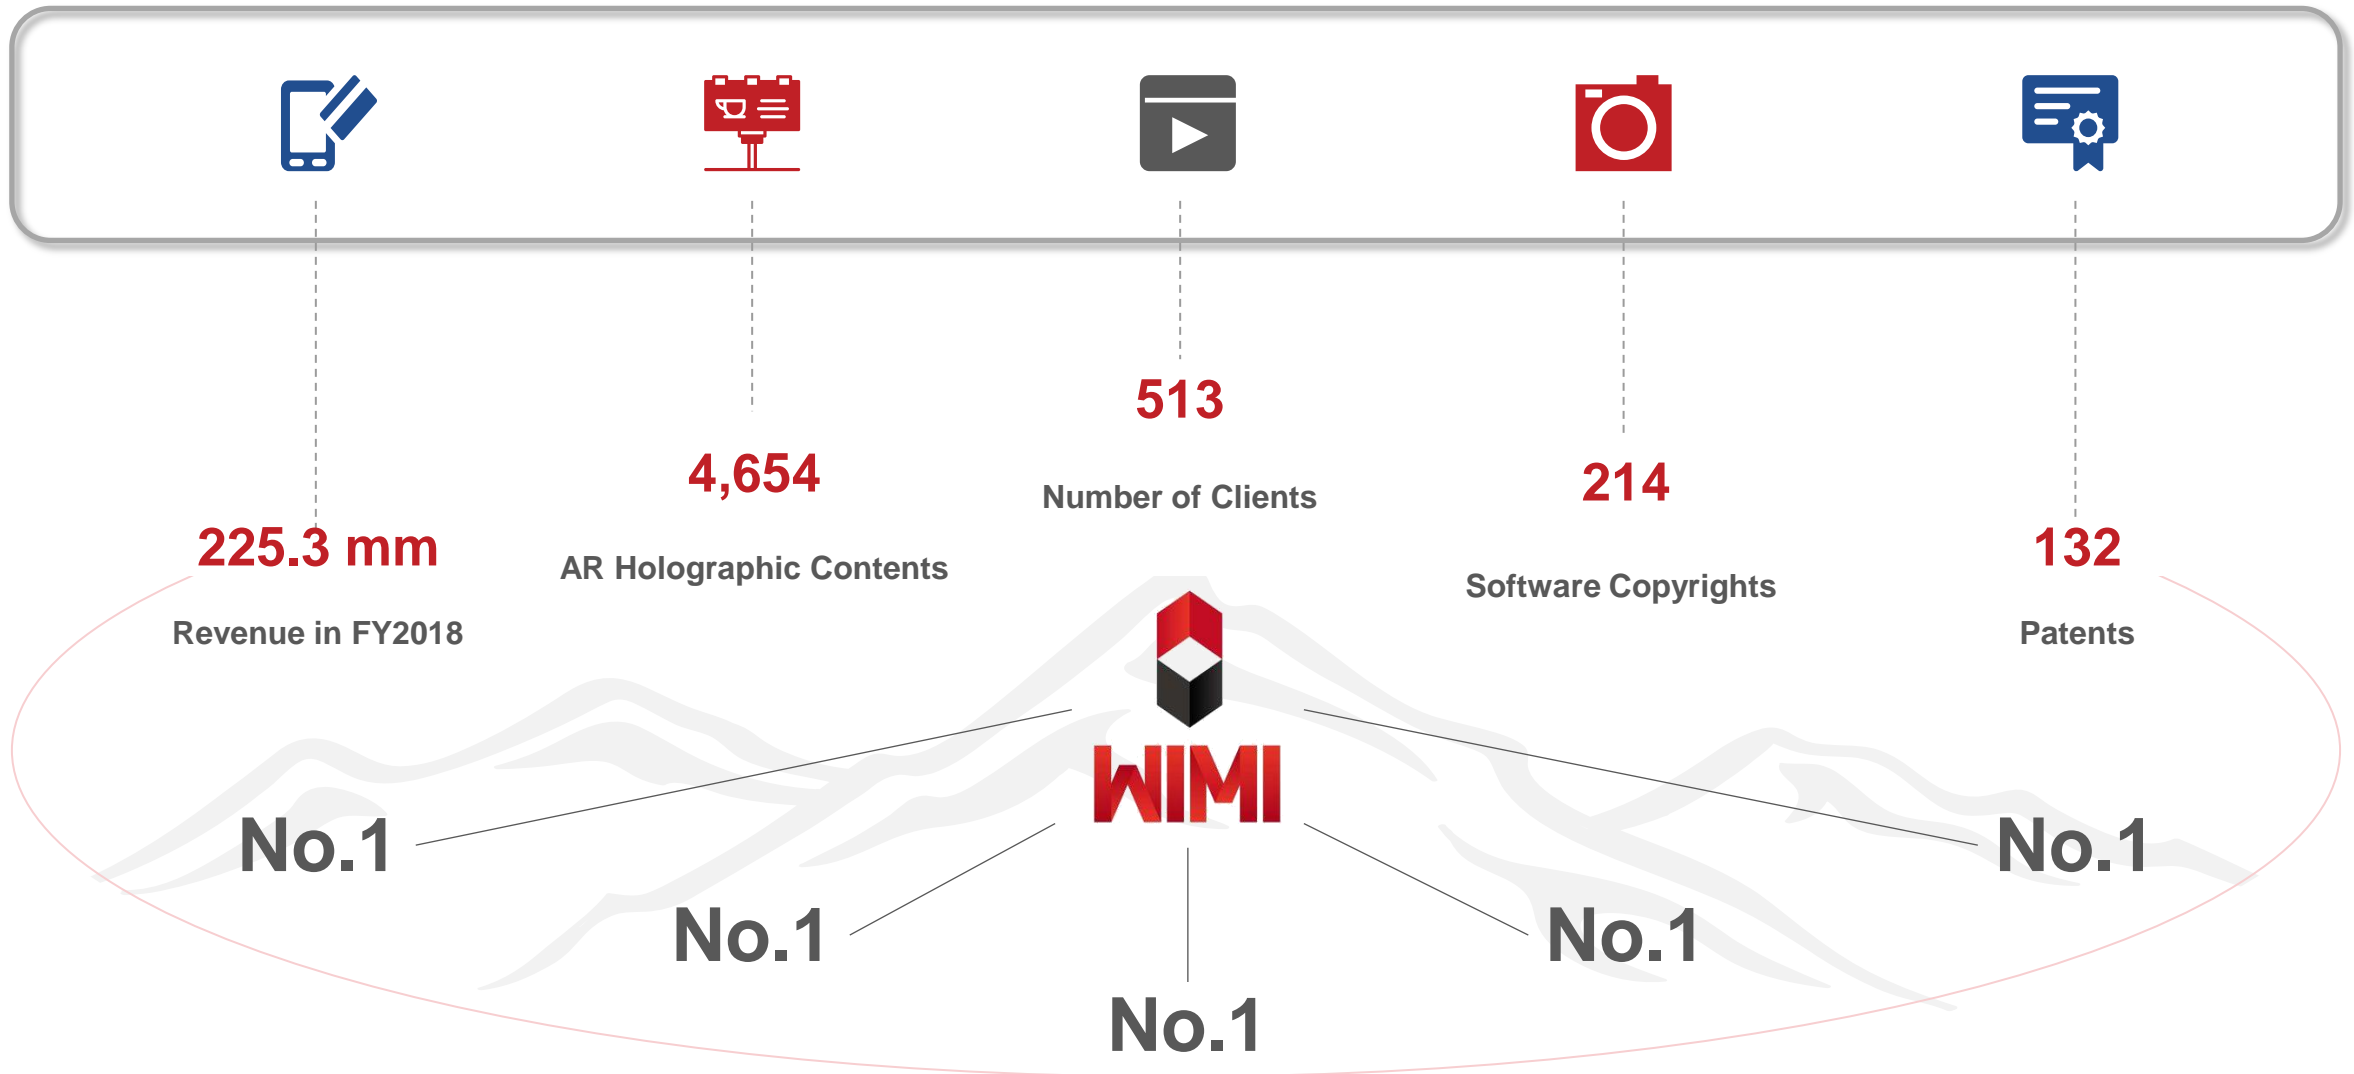 225.3 mm
Revenue in FY2018
4,654
AR Holographic Contents
513
Number of Clients
214
Software Copyrights
132
Patents
WIMI
No.1
No.1
No.1
No.1
No.1